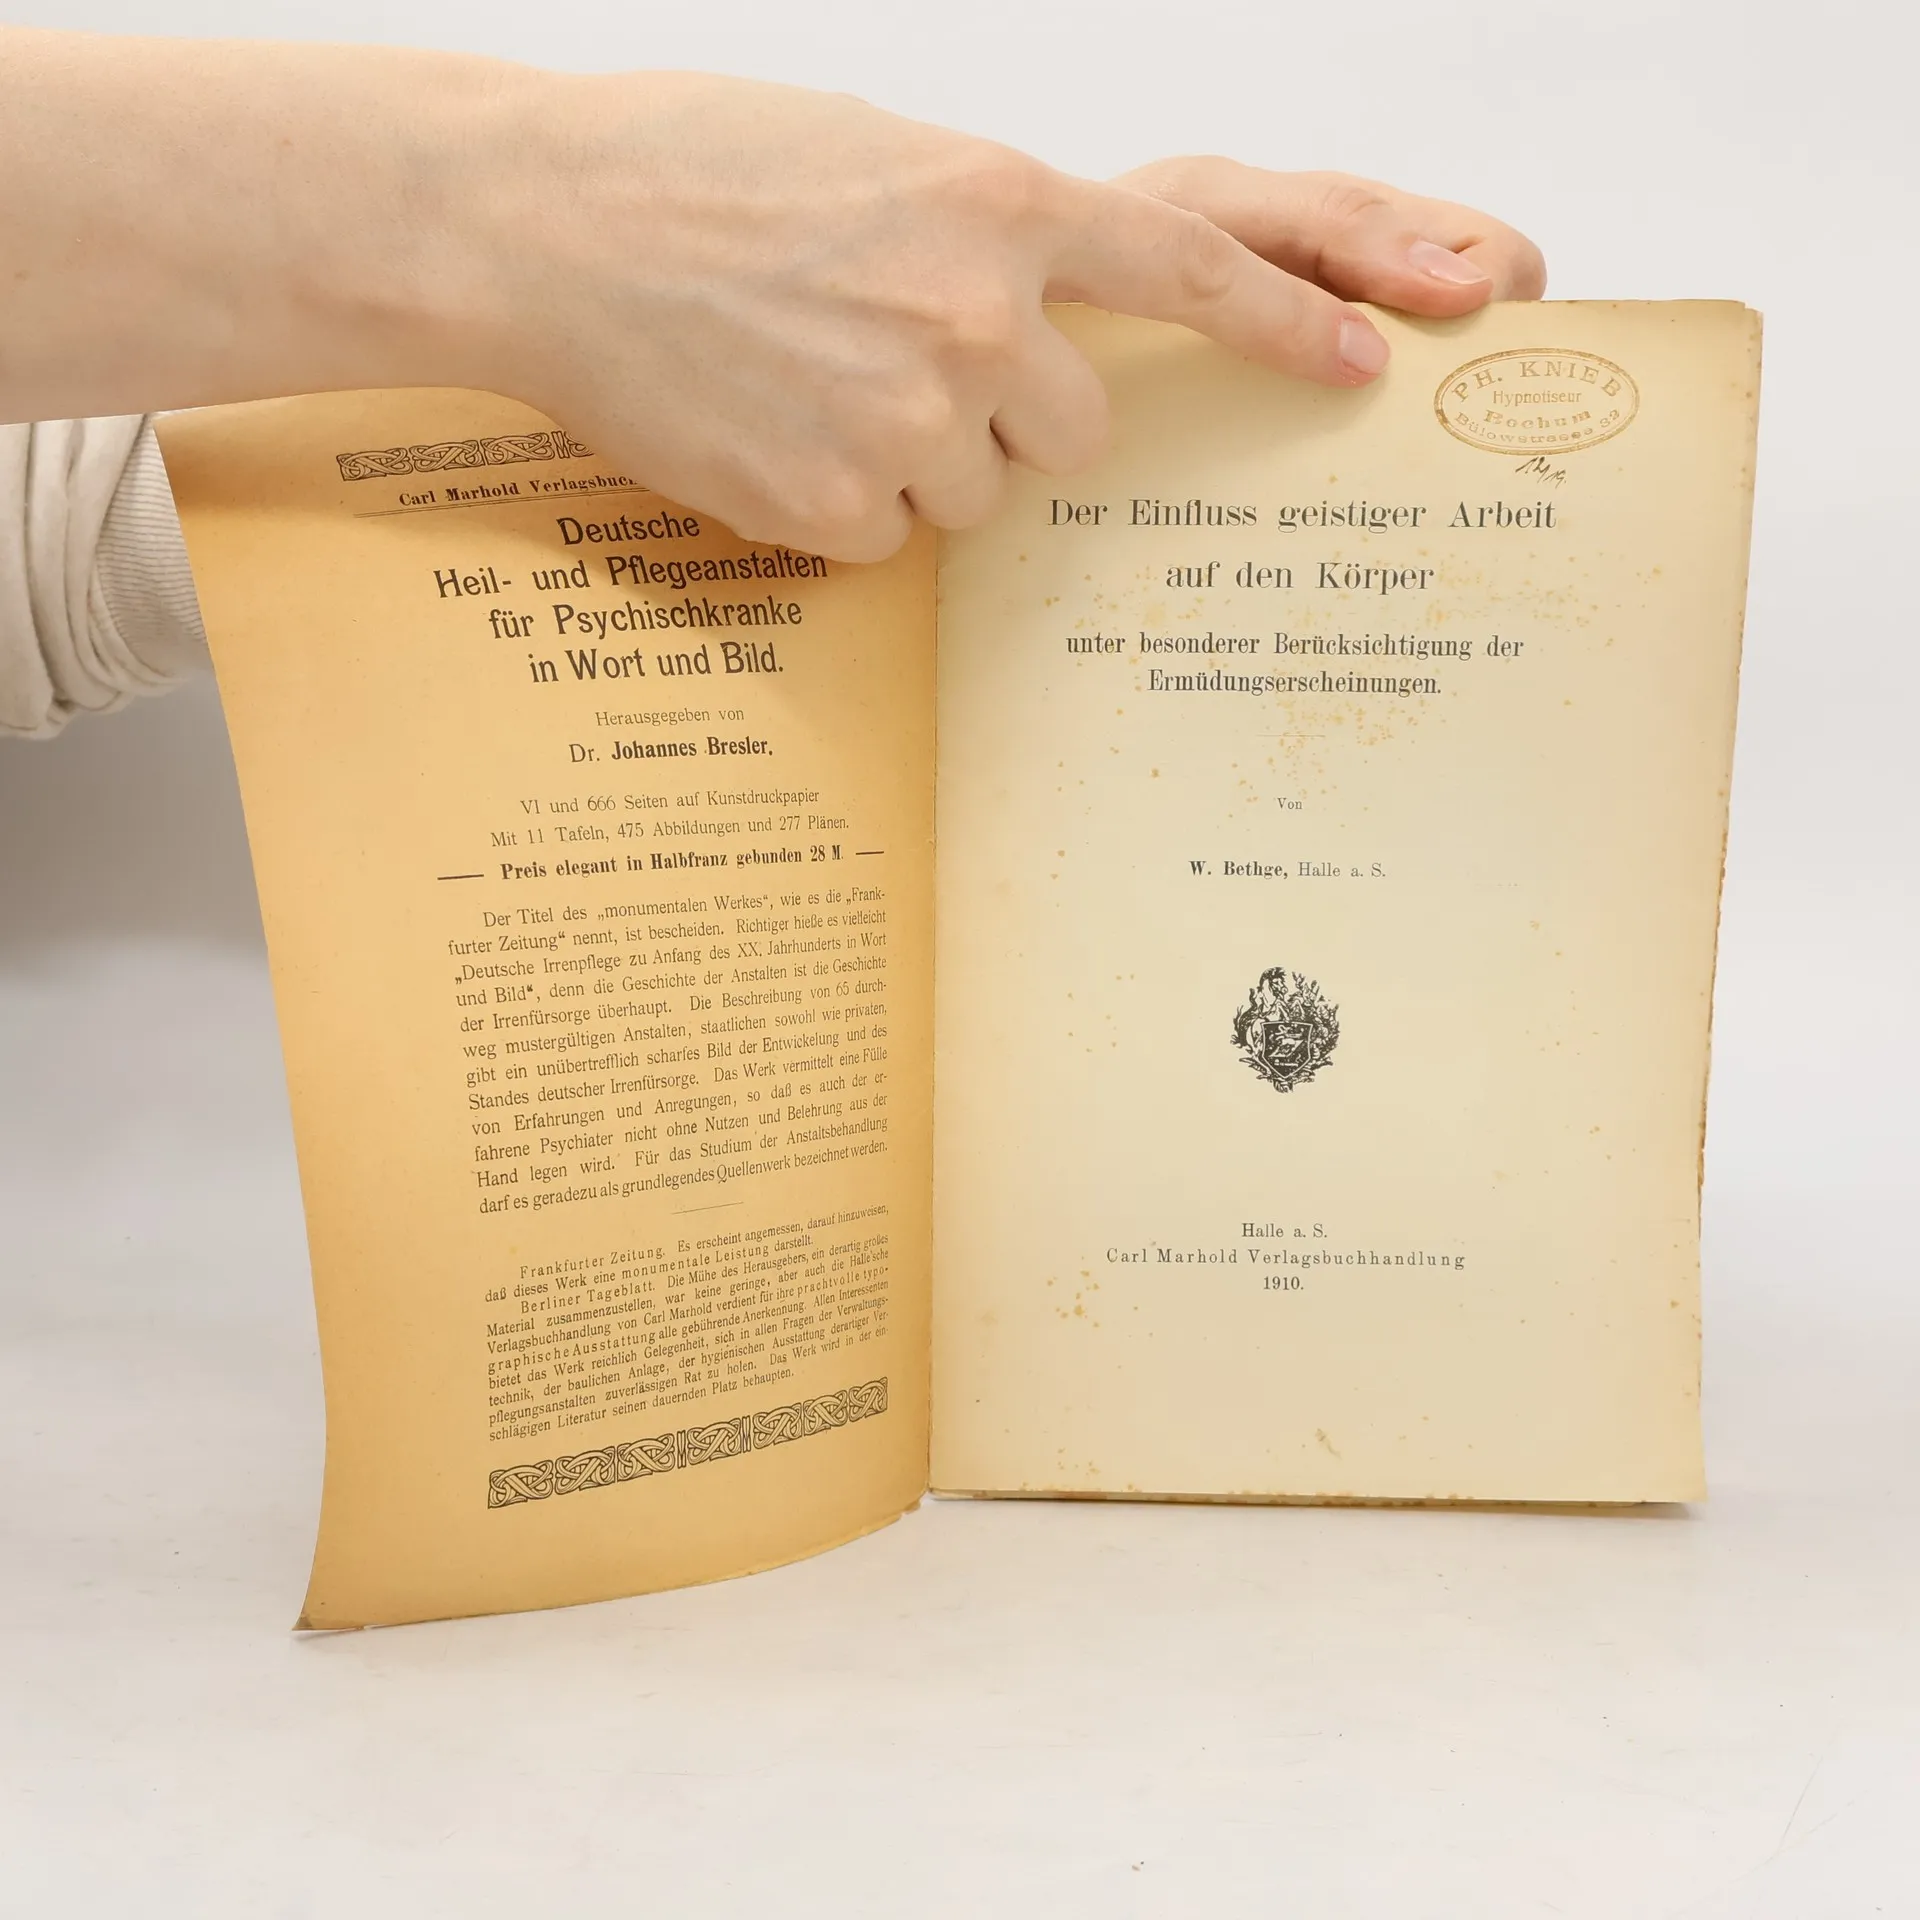 Carl Marhold
Deutsche
Heil- und Pflegeanstalten
für Psychischkranke
in Wort und Bild.
Herausgegeben von
Dr. Johannes Bresler.
VI und 666 Seiten auf Kunstdruckpapier
Mit 11 Tafeln, 475 Abbildungen und 277 Plänen.
Preis elegant in Halbfranz gebunden 28 M.
Der Titel des „monumentalen Werkes“, wie es die „Frank-
furter Zeitung“ nennt, ist bescheiden. Richtiger hieße es vielleicht
„Deutsche Irrenpflege zu Anfang des XX. Jahrhunderts in Wort
und Bild“, denn die Geschichte der Anstalten ist die Geschichte
der Irrenfürsorge überhaupt. Die Beschreibung von 65 durch-
weg mustergültigen Anstalten, staatlichen sowohl wie privaten,
gibt ein unübertrefflich scharfes Bild der Entwickelung und des
Standes deutscher Irrenfürsorge. Das Werk vermittelt eine Fülle
von Erfahrungen und Anregungen, so daß es auch der er-
fahrene Psychiater nicht ohne Nutzen und Belehrung aus der
Hand legen wird. Für das Studium der Anstaltsbehandlung
darf es geradezu als grundlegendes Quellenwerk bezeichnet werden.
Frankfurter Zeitung. Es erscheint angemessen, darauf hinzuweisen,
daß dieses Werk eine monumentale Leistung darstellt.
Berliner Tageblatt. Die Mühe des Herausgebers, ein derartig großes
Material zusammenzustellen, war keine geringe, aber auch die Halle'sche
Verlagsbuchhandlung von Carl Marhold verdient für ihre prachtvolle typo-
graphische Ausstattung alle gebührende Anerkennung. Allen Interessenten
bietet das Werk reichlich Gelegenheit, sich in allen Fragen der Verwaltungs-
technik, der baulichen Anlage, der hygienischen Ausstattung derartiger Ver-
pflegungsanstalten zuverlässigen Rat zu holen. Das Werk wird in der ein-
schlägigen Literatur seinen dauernden Platz behaupten.
PH. KNIEB
Hypnotiseur
Bochum
Bülowstrasse
12/19.
Der Einfluss geistiger Arbeit
auf den Körper
unter besonderer Berücksichtigung der
Ermüdungserscheinungen.
Von
W. Bethge, Halle a. S.
Halle a. S.
Carl Marhold Verlagsbuchhandlung
1910.